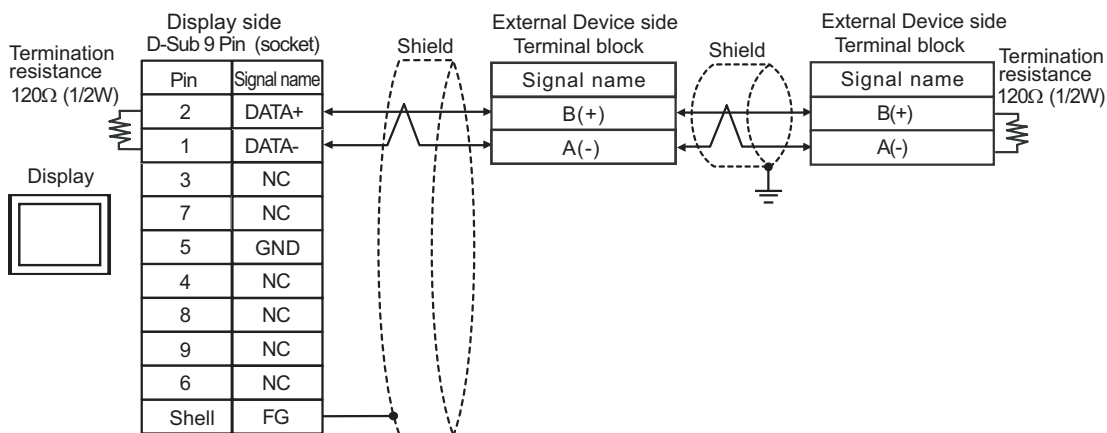 Display side
D-Sub 9 Pin (socket)
Termination
resistance
120Ω (1/2W)
Pin Signal name
2 DATA+
1 DATA-
3 NC
7 NC
5 GND
4 NC
8 NC
9 NC
6 NC
Shell FG
Display
Shield
External Device side
Terminal block
Signal name
B(+)
A(-)
Shield
External Device side
Terminal block
Signal name
B(+)
A(-)
Termination
resistance
120Ω (1/2W)